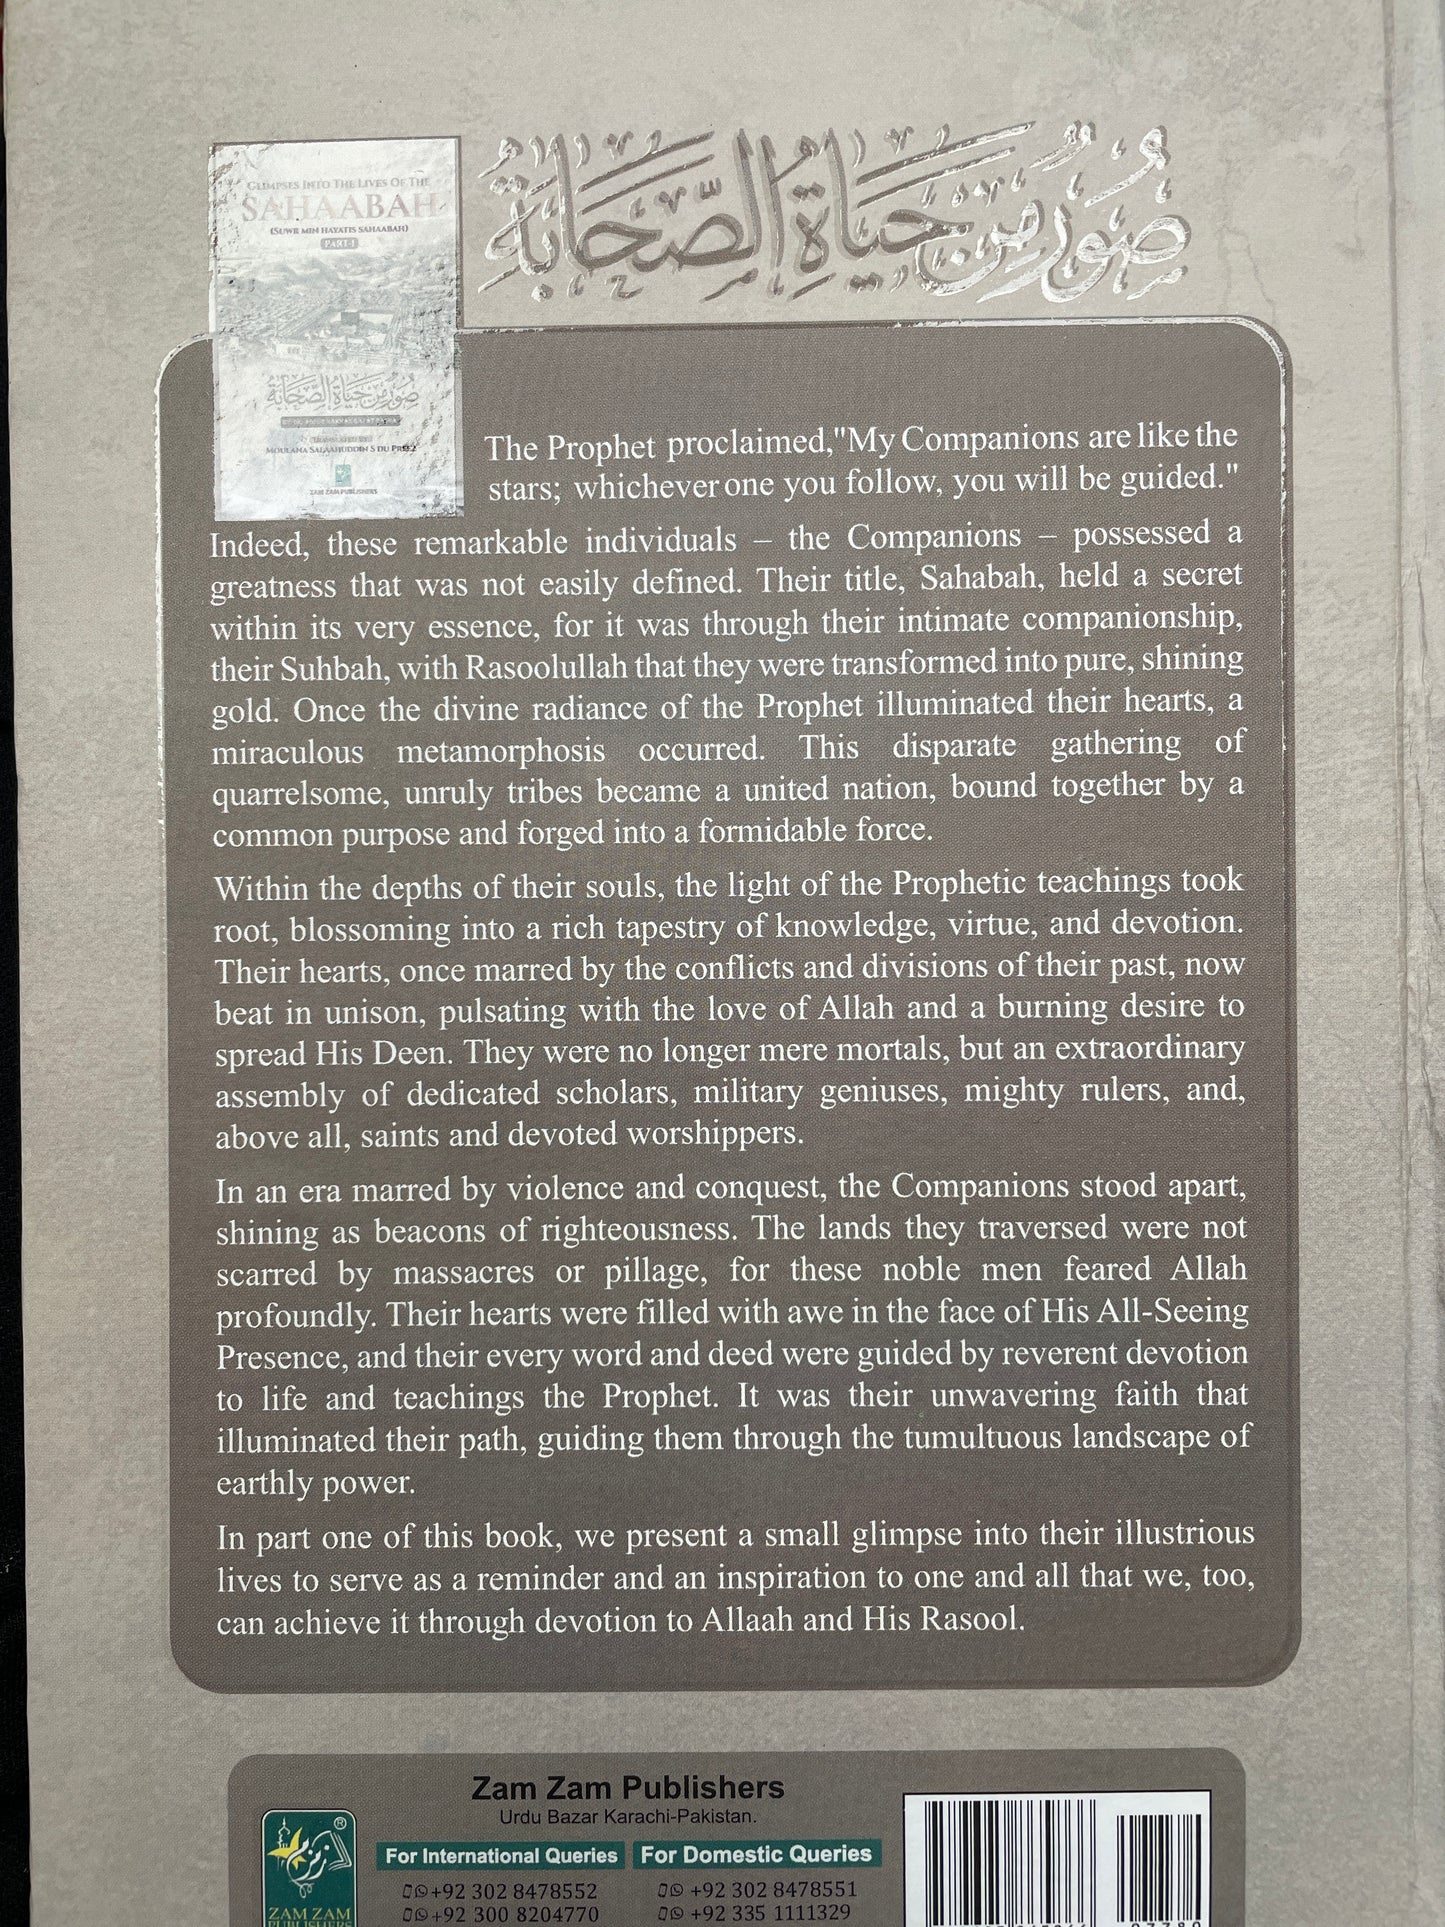 GLIMPSES INTO THE LIVES OF THE
SAHAABAH
(SUWR MIN HAYATIS SAHAABAH)
PART-1
صُوَرٌ مِنْ حَيَاةِ الصَّحَابَةِ
MOULANA SALAAHUDDIN S DU PREEZ
ZAM ZAM PUBLISHERS
صُوَرٌ مِنْ حَيَاةِ الصَّحَابَةِ
The Prophet proclaimed,"My Companions are like the
stars; whichever one you follow, you will be guided."
Indeed, these remarkable individuals – the Companions – possessed a
greatness that was not easily defined. Their title, Sahabah, held a secret
within its very essence, for it was through their intimate companionship,
their Suhbah, with Rasoolullah that they were transformed into pure, shining
gold. Once the divine radiance of the Prophet illuminated their hearts, a
miraculous metamorphosis occurred. This disparate gathering of
quarrelsome, unruly tribes became a united nation, bound together by a
common purpose and forged into a formidable force.
Within the depths of their souls, the light of the Prophetic teachings took
root, blossoming into a rich tapestry of knowledge, virtue, and devotion.
Their hearts, once marred by the conflicts and divisions of their past, now
beat in unison, pulsating with the love of Allah and a burning desire to
spread His Deen. They were no longer mere mortals, but an extraordinary
assembly of dedicated scholars, military geniuses, mighty rulers, and,
above all, saints and devoted worshippers.
In an era marred by violence and conquest, the Companions stood apart,
shining as beacons of righteousness. The lands they traversed were not
scarred by massacres or pillage, for these noble men feared Allah
profoundly. Their hearts were filled with awe in the face of His All-Seeing
Presence, and their every word and deed were guided by reverent devotion
to life and teachings the Prophet. It was their unwavering faith that
illuminated their path, guiding them through the tumultuous landscape of
earthly power.
In part one of this book, we present a small glimpse into their illustrious
lives to serve as a reminder and an inspiration to one and all that we, too,
can achieve it through devotion to Allaah and His Rasool.
Zam Zam Publishers
Urdu Bazar Karachi-Pakistan.
For International Queries
For Domestic Queries
+92 302 8478552
+92 302 8478551
+92 300 8204770
+92 335 1111329
ZAM ZAM
PUBLISHERS